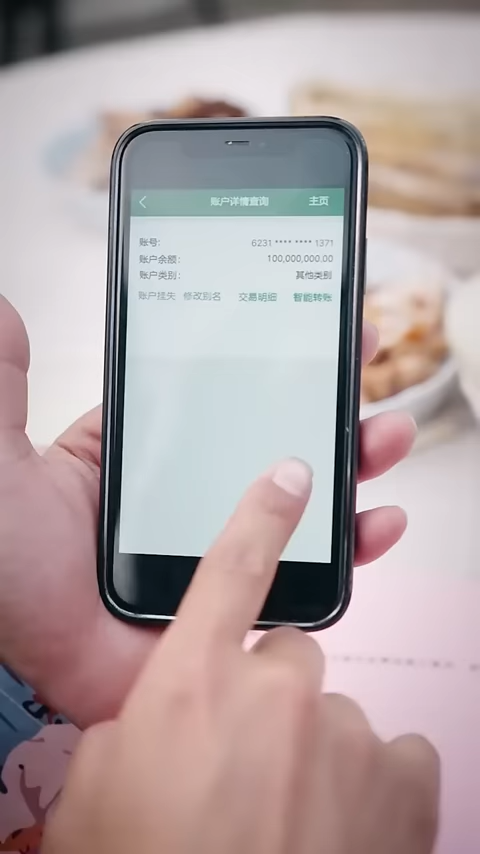 账户详情查询 主页
账号: 6231 **** **** 1371
账户余额: 100,000,000.00
账户类别: 其他类别
账户挂失 修改别名 交易明细 智能转账